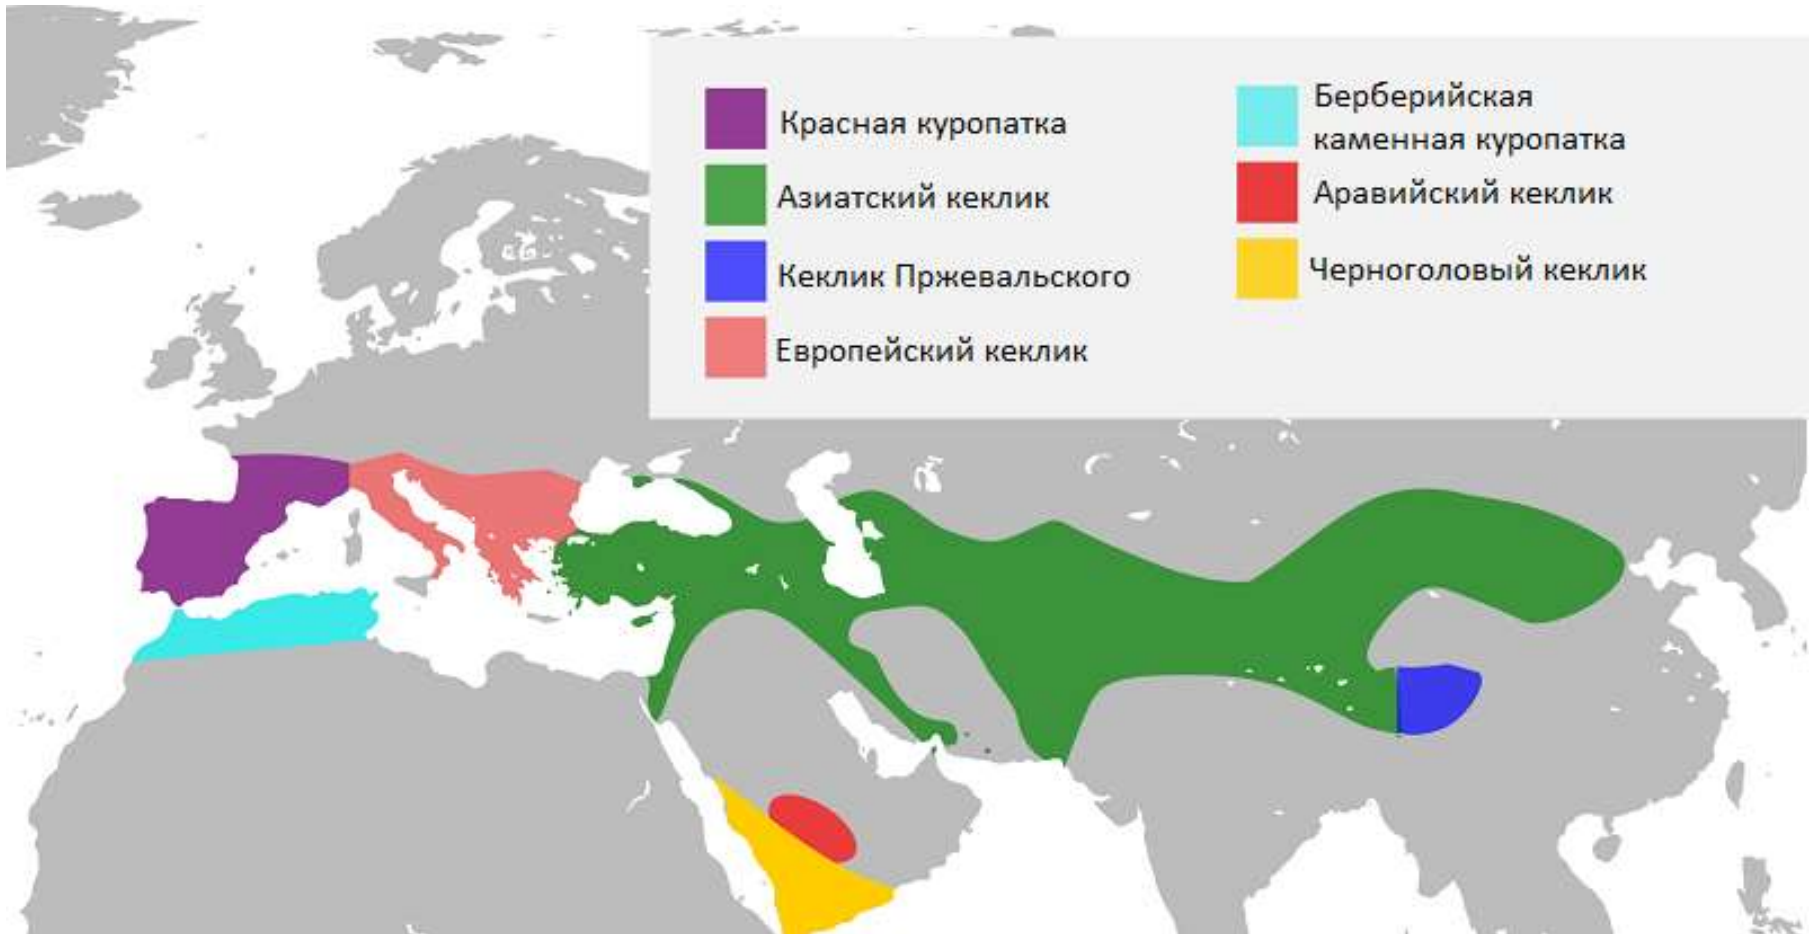 Красная куропатка
Азиатский кеклик
Кеклик Пржевальского
Европейский кеклик
Берберийская
каменная куропатка
Аравийский кеклик
Черноголовый кеклик